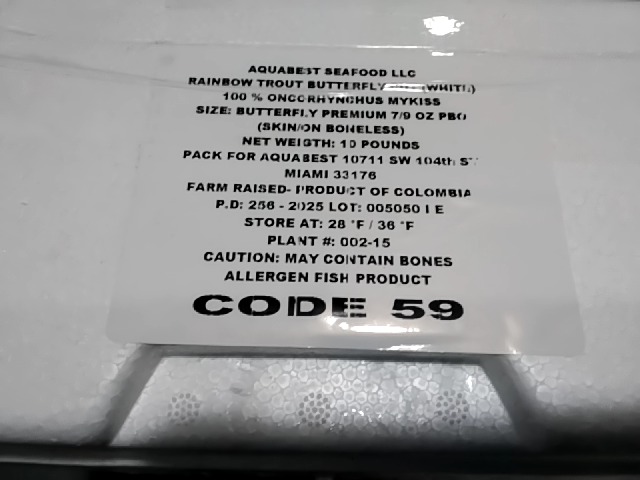 AQUABEST SEAFOOD LLC
RAINBOW TROUT BUTTERFLY (WHITE)
100 % ONCORHYNCHUS MYKISS
SIZE: BUTTERFLY PREMIUM 7/9 OZ PBO
(SKIN/ON BONELESS)
NET WEIGTH: 10 POUNDS
PACK FOR AQUABEST 10711 SW 104th ST
MIAMI 33176
FARM RAISED- PRODUCT OF COLOMBIA
P.D: 256 - 2025 LOT: 005050 I E
STORE AT: 28 °F / 36 °F
PLANT #: 002-15
CAUTION: MAY CONTAIN BONES
ALLERGEN FISH PRODUCT
CODE 59